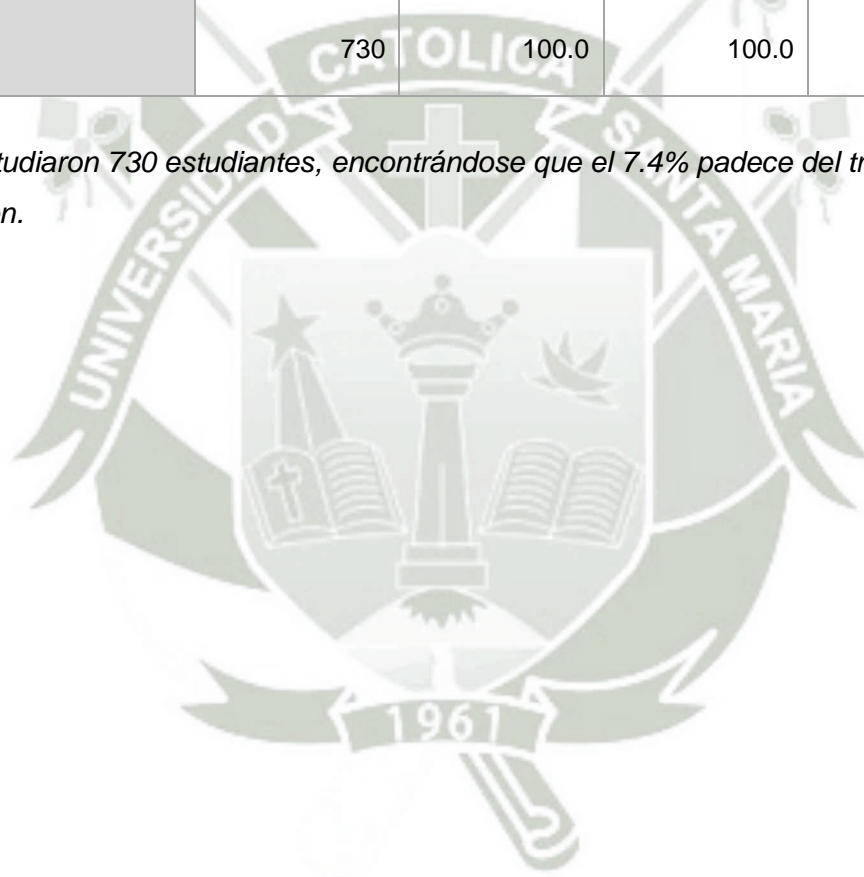 730 100.0 100.0
tudiaron 730 estudiantes, encontrándose que el 7.4% padece del tr
n.
UNIVERSIDAD CATOLICA SANTA MARIA
1961